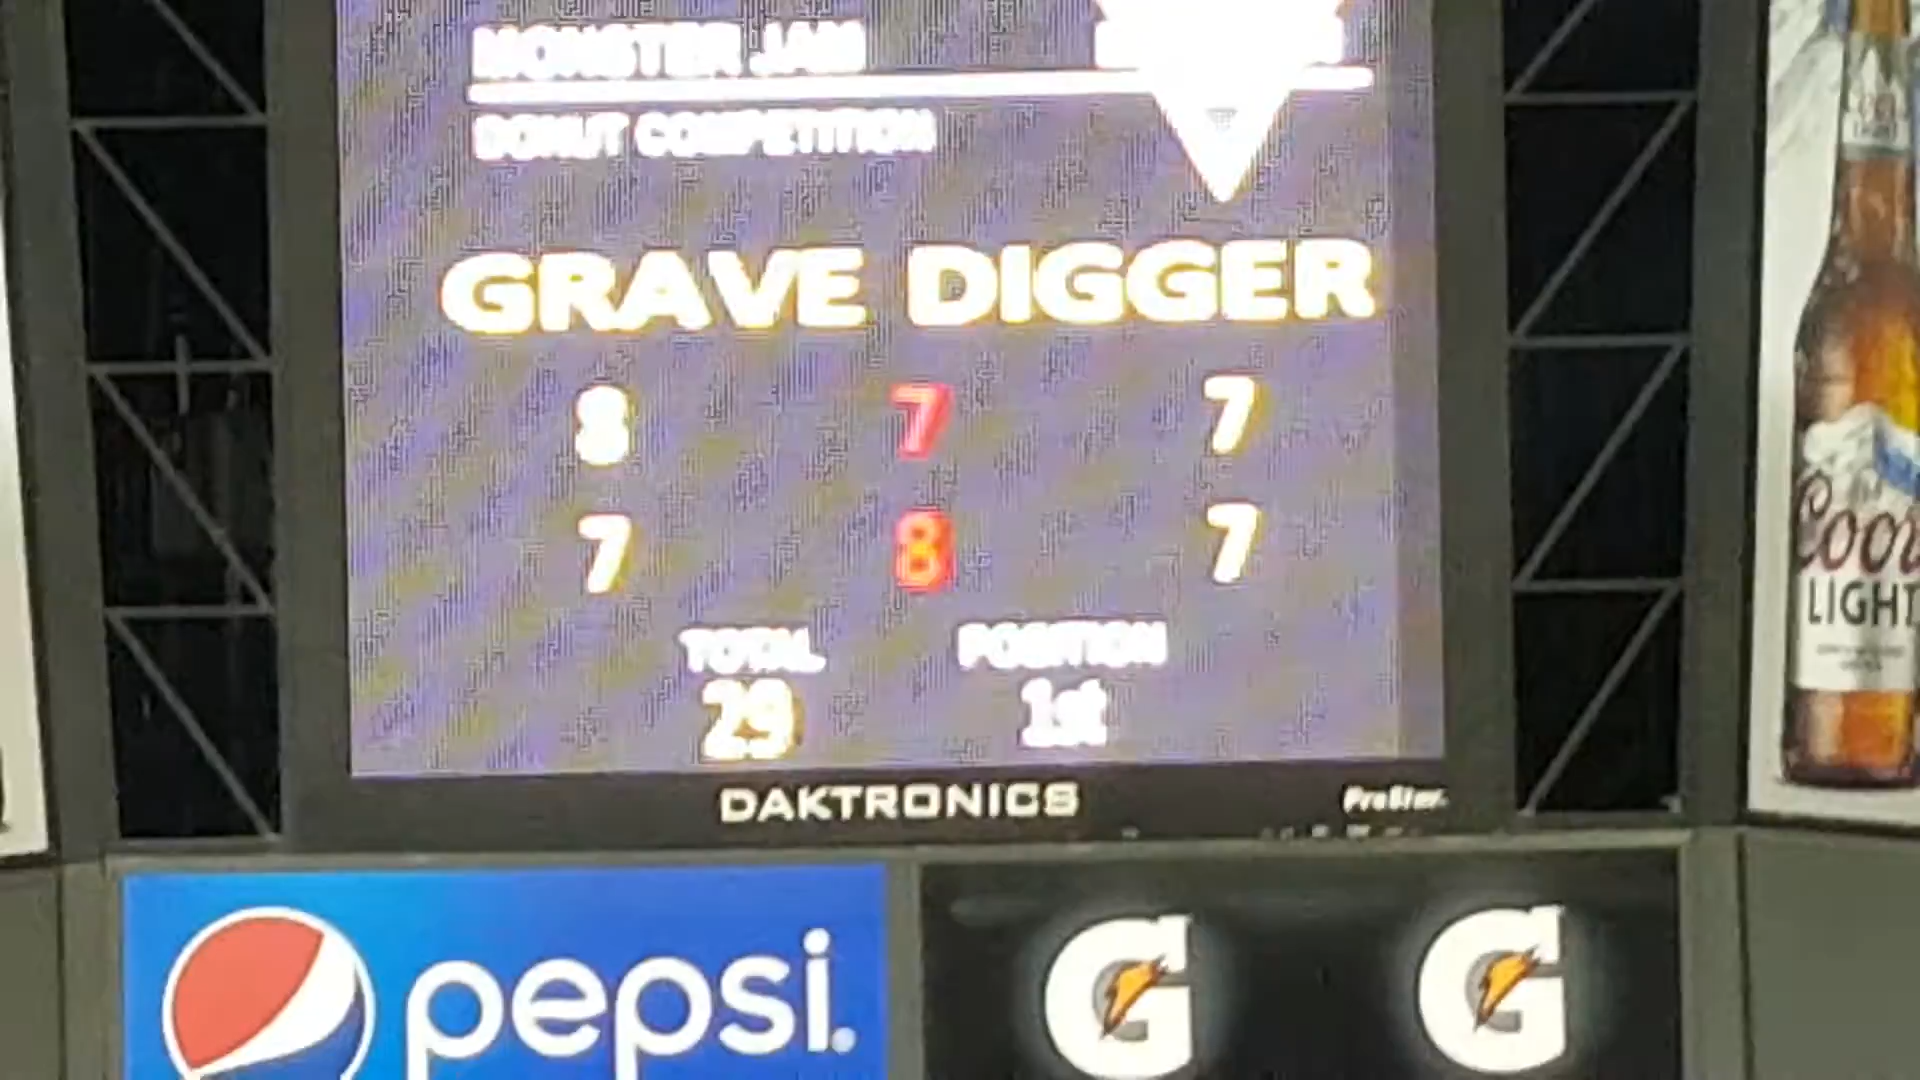 MONSTER JAM
DONUT COMPETITION
GRAVE DIGGER
8 7 7
7 8 7
TOTAL POSITION
29 1st
DAKTRONICS ProStar
Coors
LIGHT
pepsi.
G G